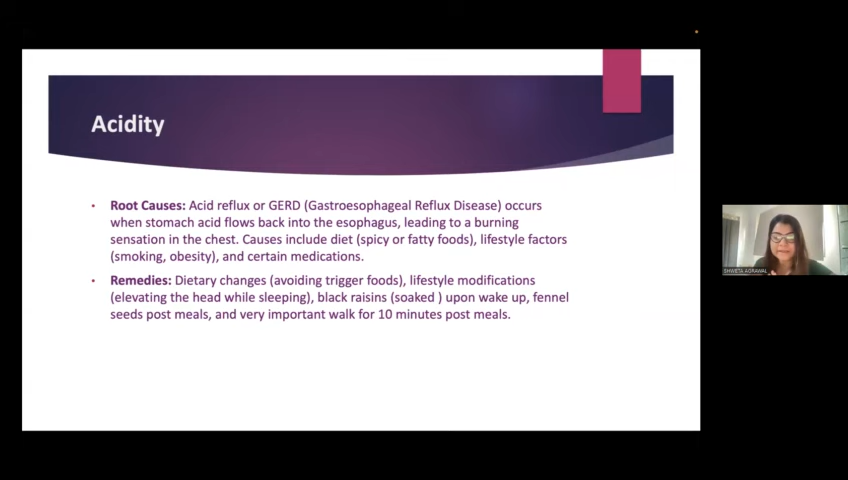 Acidity
• Root Causes: Acid reflux or GERD (Gastroesophageal Reflux Disease) occurs
when stomach acid flows back into the esophagus, leading to a burning
sensation in the chest. Causes include diet (spicy or fatty foods), lifestyle factors
(smoking, obesity), and certain medications.
• Remedies: Dietary changes (avoiding trigger foods), lifestyle modifications
(elevating the head while sleeping), black raisins (soaked ) upon wake up, fennel
seeds post meals, and very important walk for 10 minutes post meals.
SHWETA AGRAWAL